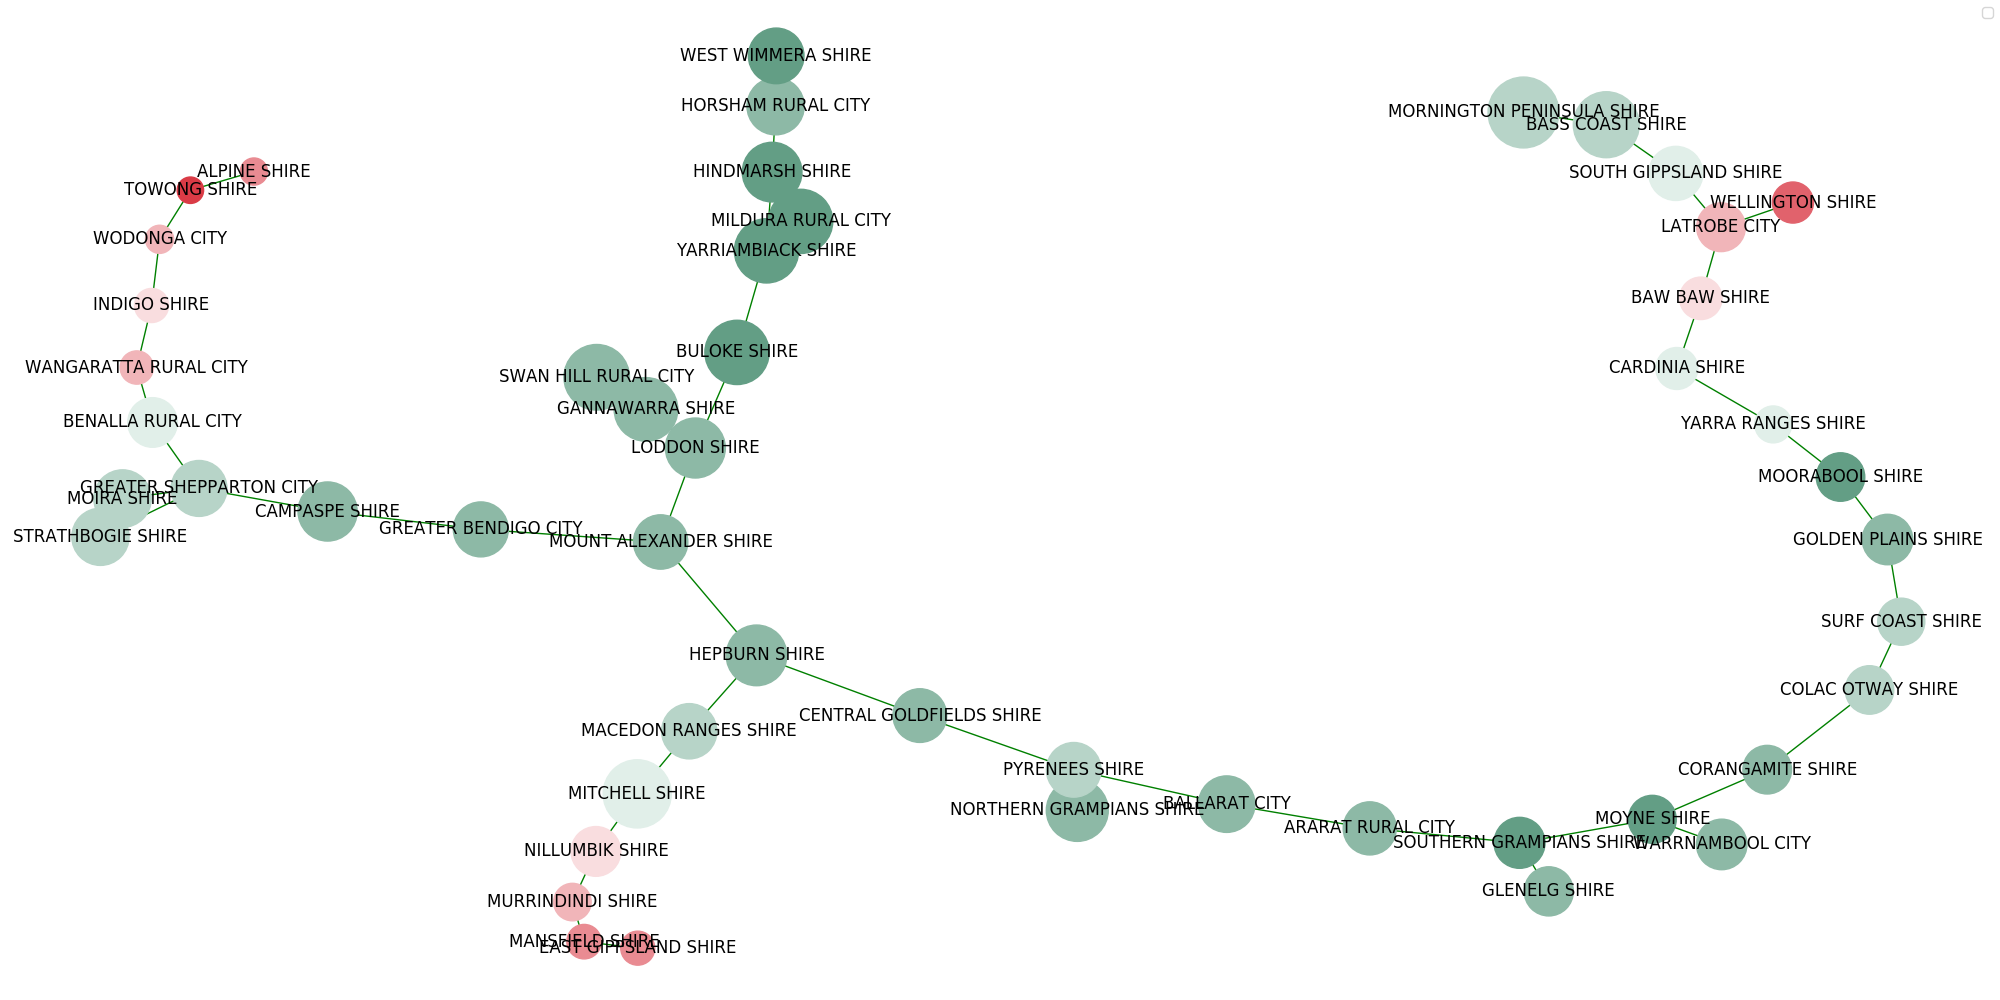 WEST WIMMERA SHIRE
HORSHAM RURAL CITY
MORNINGTON PENINSULA SHIRE
BASS COAST SHIRE
ALPINE SHIRE
HINDMARSH SHIRE
SOUTH GIPPSLAND SHIRE
TOWONG SHIRE
WELLINGTON SHIRE
MILDURA RURAL CITY
LATROBE CITY
WODONGA CITY
YARRIAMBIACK SHIRE
BAW BAW SHIRE
INDIGO SHIRE
BULOKE SHIRE
WANGARATTA RURAL CITY
CARDINIA SHIRE
SWAN HILL RURAL CITY
GANNAWARRA SHIRE
BENALLA RURAL CITY
YARRA RANGES SHIRE
LODDON SHIRE
MOORABOOL SHIRE
GREATER SHEPPARTON CITY
MOIRA SHIRE
CAMPASPE SHIRE
GREATER BENDIGO CITY
STRATHBOGIE SHIRE
MOUNT ALEXANDER SHIRE
GOLDEN PLAINS SHIRE
SURF COAST SHIRE
HEPBURN SHIRE
COLAC OTWAY SHIRE
CENTRAL GOLDFIELDS SHIRE
MACEDON RANGES SHIRE
PYRENEES SHIRE
CORANGAMITE SHIRE
MITCHELL SHIRE
BALLARAT CITY
NORTHERN GRAMPIANS SHIRE
MOYNE SHIRE
ARARAT RURAL CITY
SOUTHERN GRAMPIANS SHIRE
WARRNAMBOOL CITY
NILLUMBIK SHIRE
GLENELG SHIRE
MURRINDINDI SHIRE
MANSFIELD SHIRE
EAST GIPPSLAND SHIRE